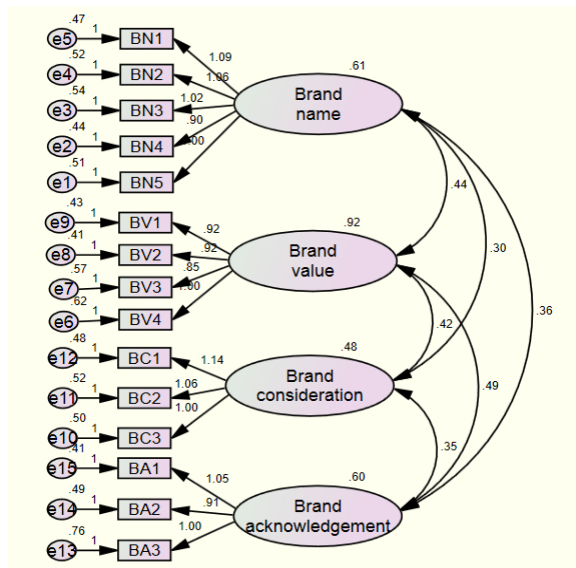 .47
e5 1 BN1
.52
e4 1 BN2
.54
e3 1 BN3
.44
e2 1 BN4
.51
e1 1 BN5
1.09
1.06
1.02
.90
1.00
.61
Brand
name
.43
e9 1 BV1
.41
e8 1 BV2
.57
e7 1 BV3
.62
e6 1 BV4
.92
.92
.85
1.00
.92
Brand
value
.48
e12 1 BC1
.52
e11 1 BC2
.50
e10 1 BC3
1.14
1.06
1.00
.48
Brand
consideration
.41
e15 1 BA1
.49
e14 1 BA2
.76
e13 1 BA3
1.05
.91
1.00
.60
Brand
acknowledgement
.44
.30
.36
.42
.49
.35